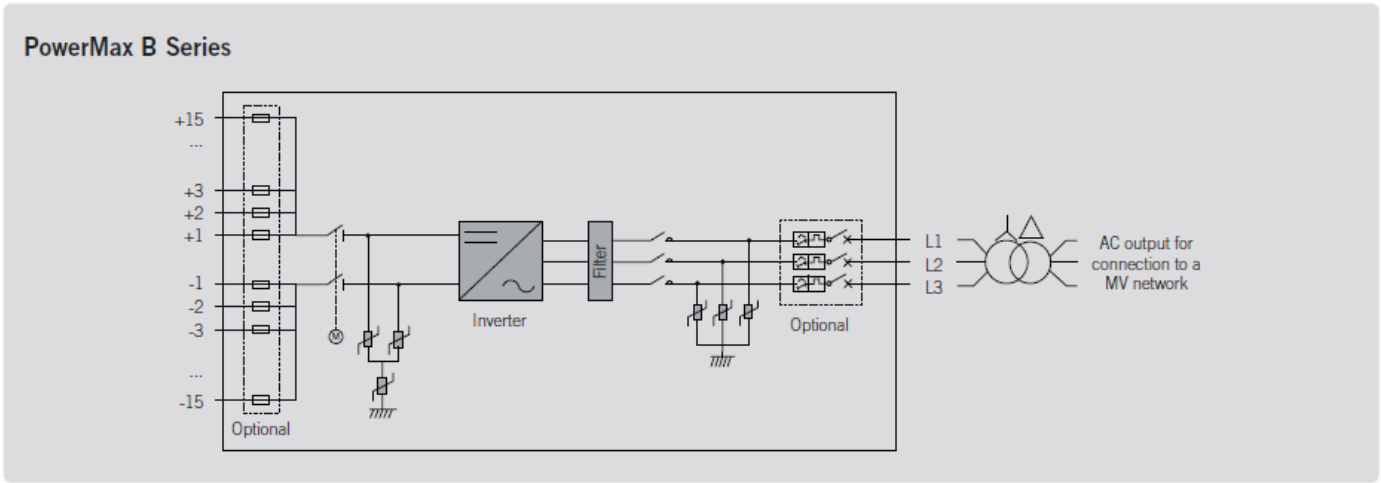 PowerMax B Series
+15
...
+3
+2
+1
-1
-2
-3
...
-15
Optional
M
Inverter
Filter
Optional
L1
L2
L3
AC output for
connection to a
MV network